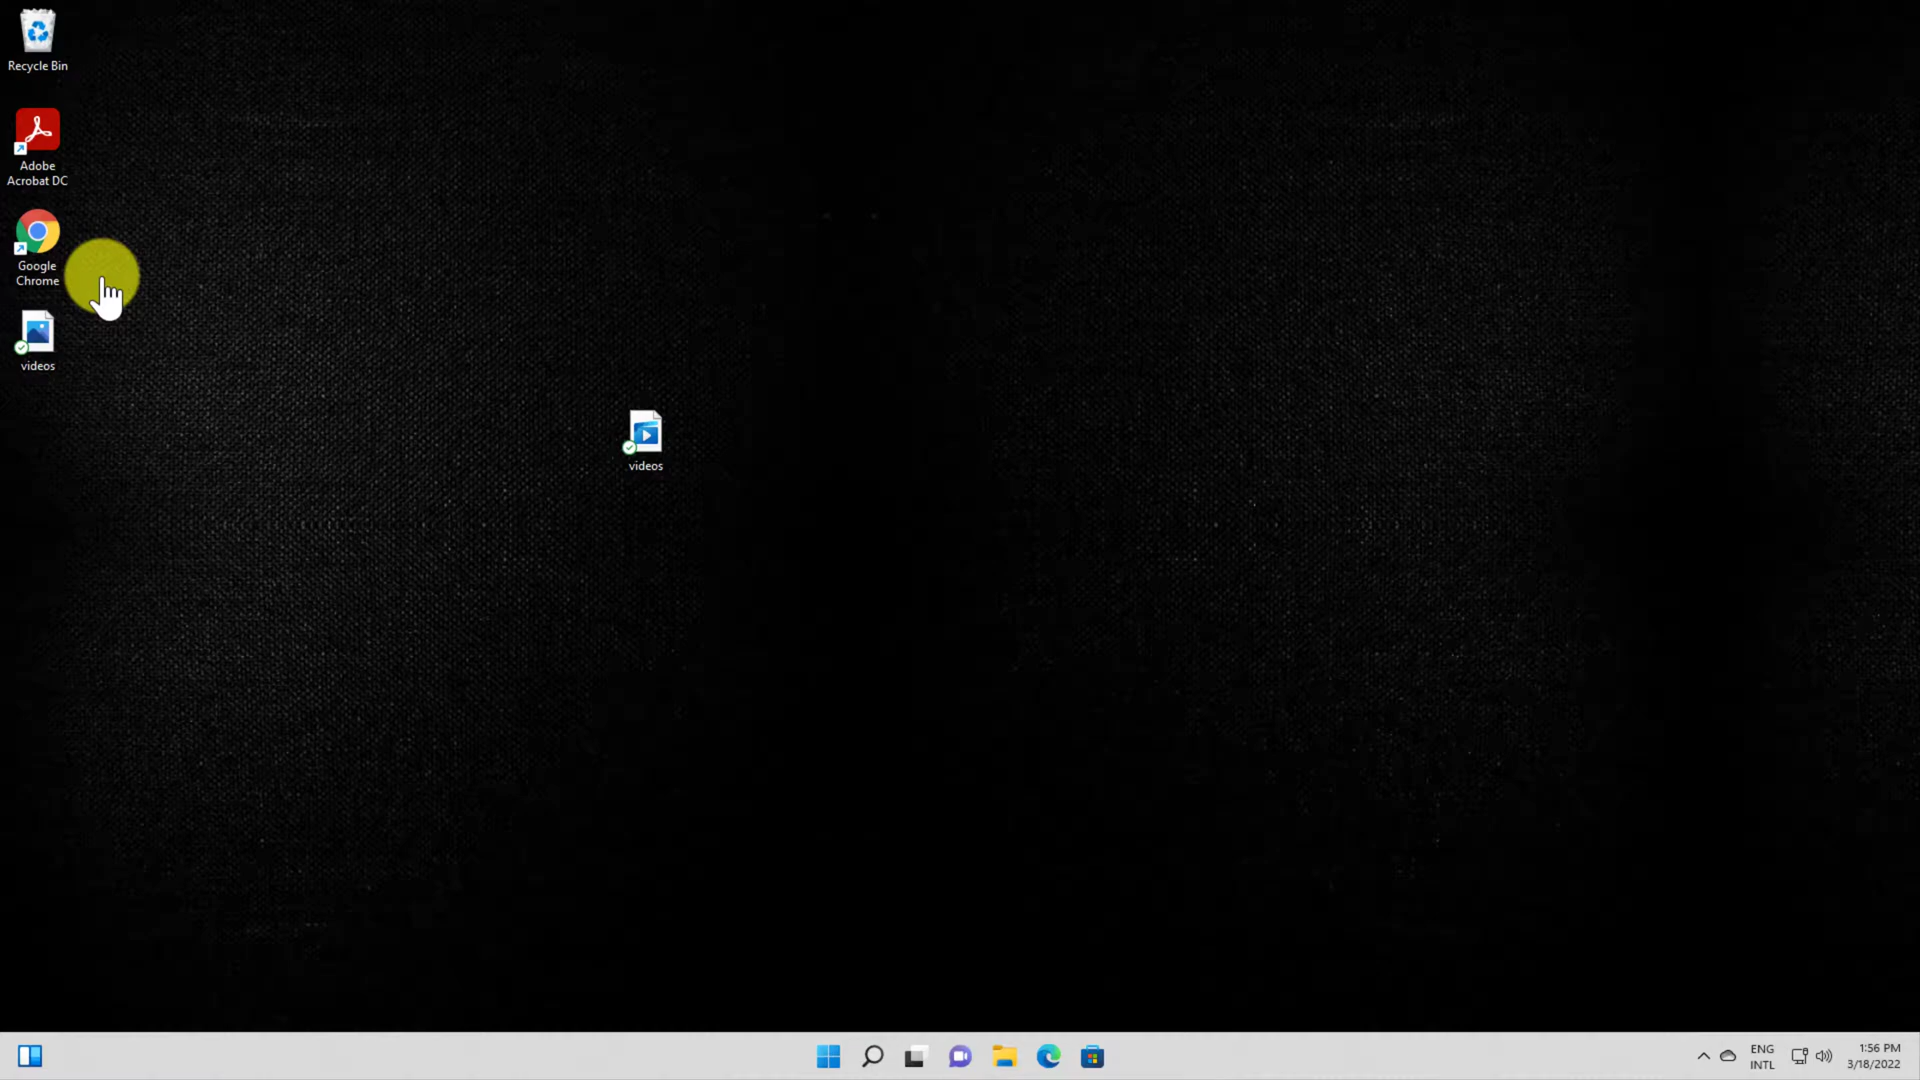 Recycle Bin
Adobe
Acrobat DC
Google
Chrome
videos
videos
ENG
INTL
1:56 PM
3/18/2022